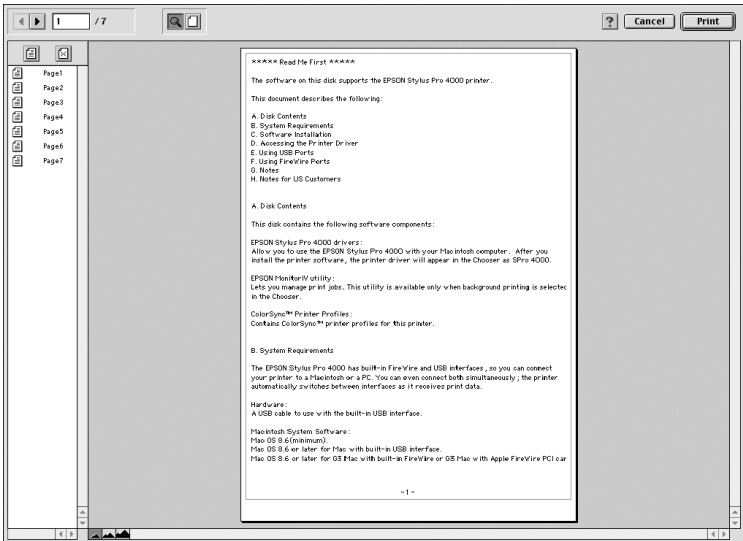 1 / 7
? Cancel Print
Page1
Page2
Page3
Page4
Page5
Page6
Page7
***** Read Me First *****
The software on this disk supports the EPSON Stylus Pro 4000 printer.
This document describes the following:
A. Disk Contents
B. System Requirements
C. Software Installation
D. Accessing the Printer Driver
E. Using USB Ports
F. Using FireWire Ports
G. Notes
H. Notes for US Customers
A. Disk Contents
This disk contains the following software components:
EPSON Stylus Pro 4000 drivers:
Allow you to use the EPSON Stylus Pro 4000 with your Macintosh computer. After you
install the printer software, the printer driver will appear in the Chooser as SPro 4000.
EPSON MonitorIV utility:
Lets you manage print jobs. This utility is available only when background printing is selected
in the Chooser.
ColorSync™ Printer Profiles:
Contains ColorSync™ printer profiles for this printer.
B. System Requirements
The EPSON Stylus Pro 4000 has built-in FireWire and USB interfaces, so you can connect
your printer to a Macintosh or a PC. You can even connect both simultaneously; the printer
automatically switches between interfaces as it receives print data.
Hardware:
A USB cable to use with the built-in USB interface.
Macintosh System Software:
Mac OS 8.6(minimum).
Mac OS 8.6 or later for Mac with built-in USB interface.
Mac OS 8.6 or later for G3 Mac with built-in FireWire or G3 Mac with Apple FireWire PCI car
- 1 -